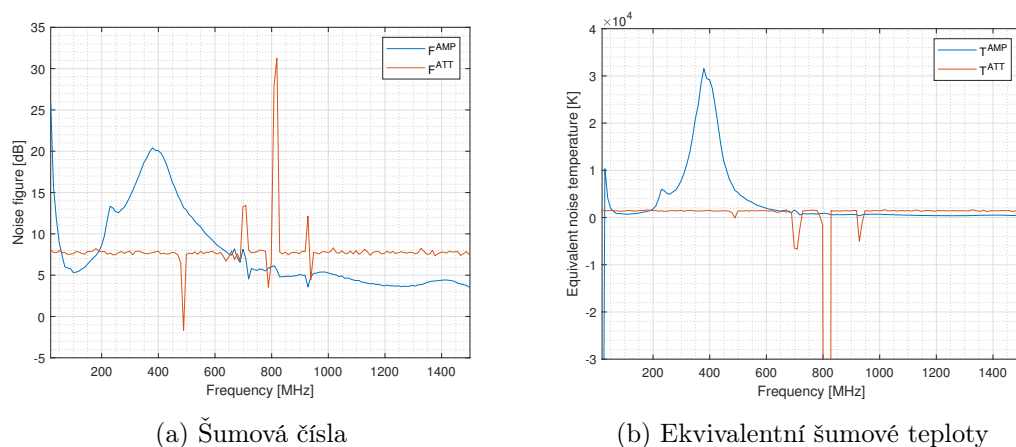 35
30
25
20
15
10
5
0
-5
Noise figure [dB]
200 400 600 800 1000 1200 1400
Frequency [MHz]
F^AMP
F^ATT
(a) Šumová čísla
×10^4
4
3
2
1
0
-1
-2
-3
Equivalent noise temperature [K]
200 400 600 800 1000 1200 1400
Frequency [MHz]
T^AMP
T^ATT
(b) Ekvivalentní šumové teploty